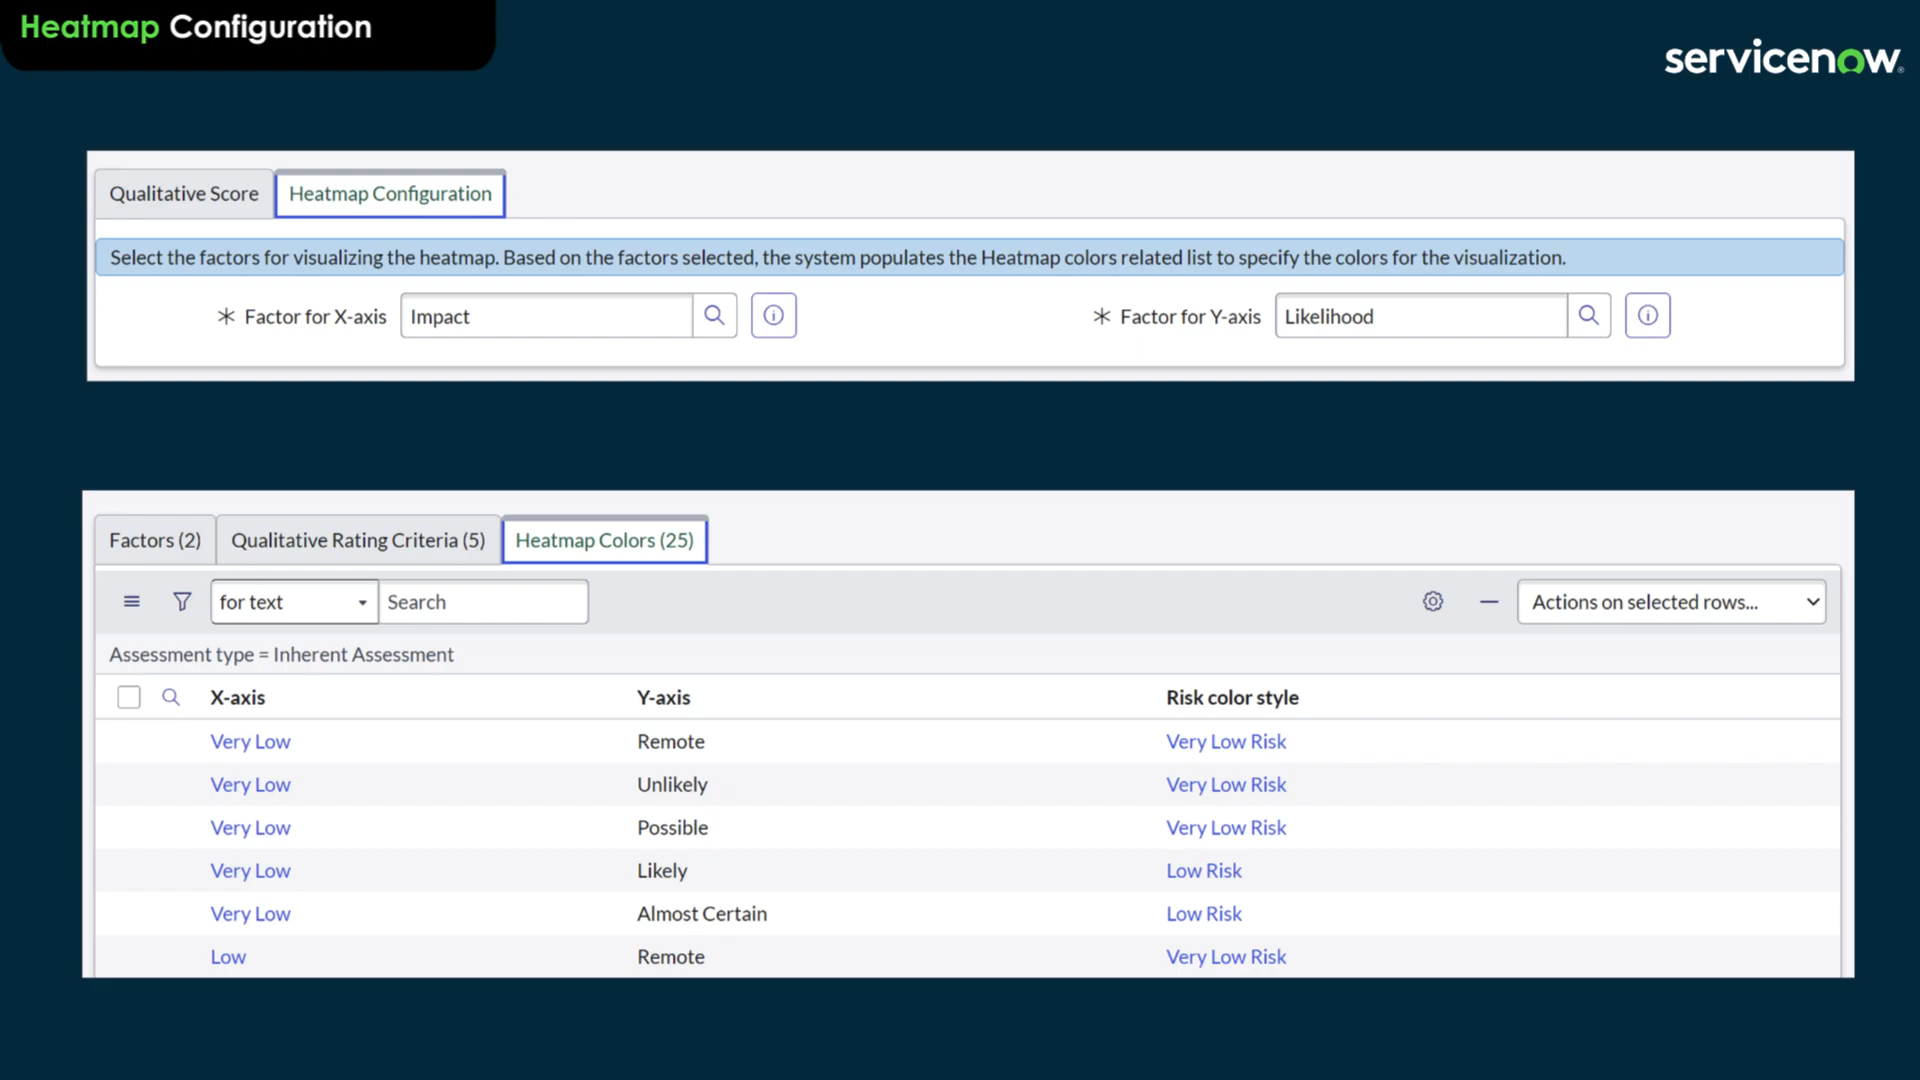 Heatmap Configuration
servicenow
Qualitative Score
Heatmap Configuration
Select the factors for visualizing the heatmap. Based on the factors selected, the system populates the Heatmap colors related list to specify the colors for the visualization.
Factor for X-axis Impact
Factor for Y-axis Likelihood
Factors (2)
Qualitative Rating Criteria (5)
Heatmap Colors (25)
for text Search Actions on selected rows...
Assessment type = Inherent Assessment
X-axis Y-axis Risk color style
Very Low Remote Very Low Risk
Very Low Unlikely Very Low Risk
Very Low Possible Very Low Risk
Very Low Likely Low Risk
Very Low Almost Certain Low Risk
Low Remote Very Low Risk